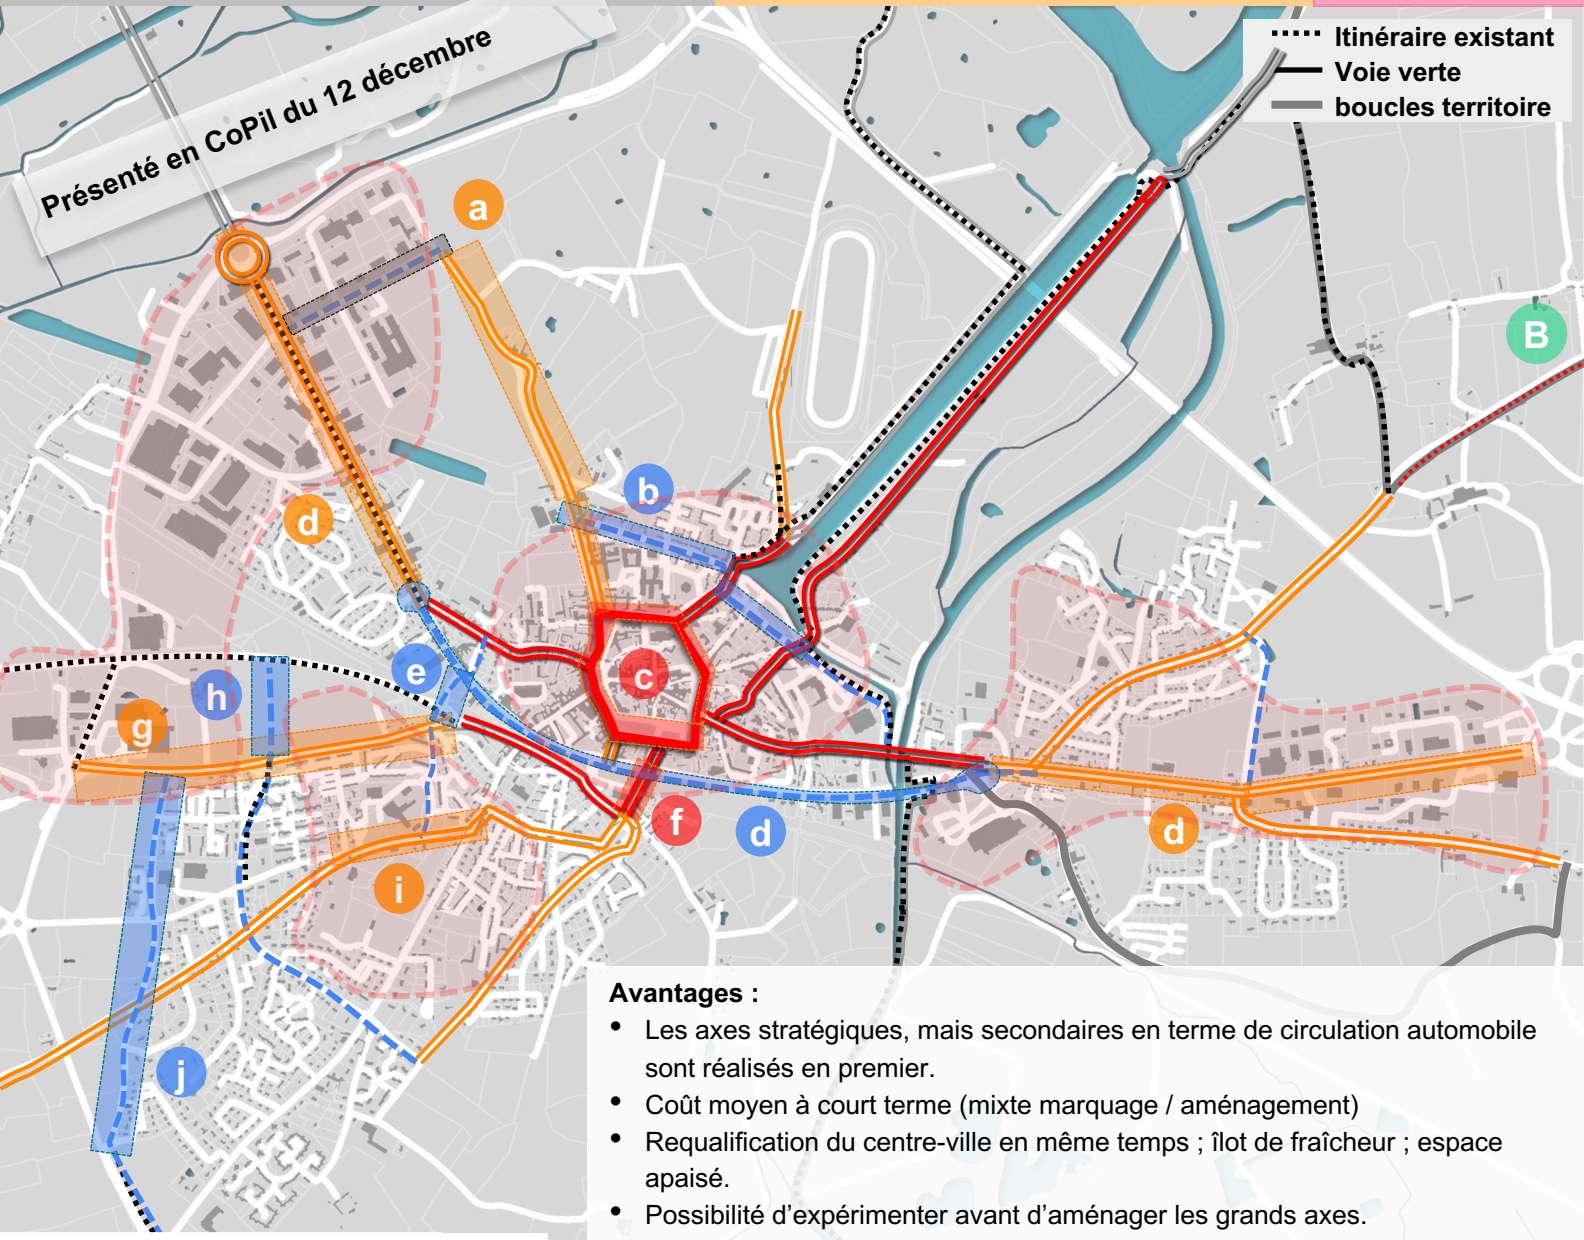 Itinéraire existant
Voie verte
boucles territoire
Présenté en CoPil du 12 décembre
a
B
b
d
c
e
h
g
f
d
d
i
j
Avantages :
• Les axes stratégiques, mais secondaires en terme de circulation automobile
sont réalisés en premier.
• Coût moyen à court terme (mixte marquage / aménagement)
• Requalification du centre-ville en même temps ; îlot de fraîcheur ; espace
apaisé.
• Possibilité d’expérimenter avant d’aménager les grands axes.